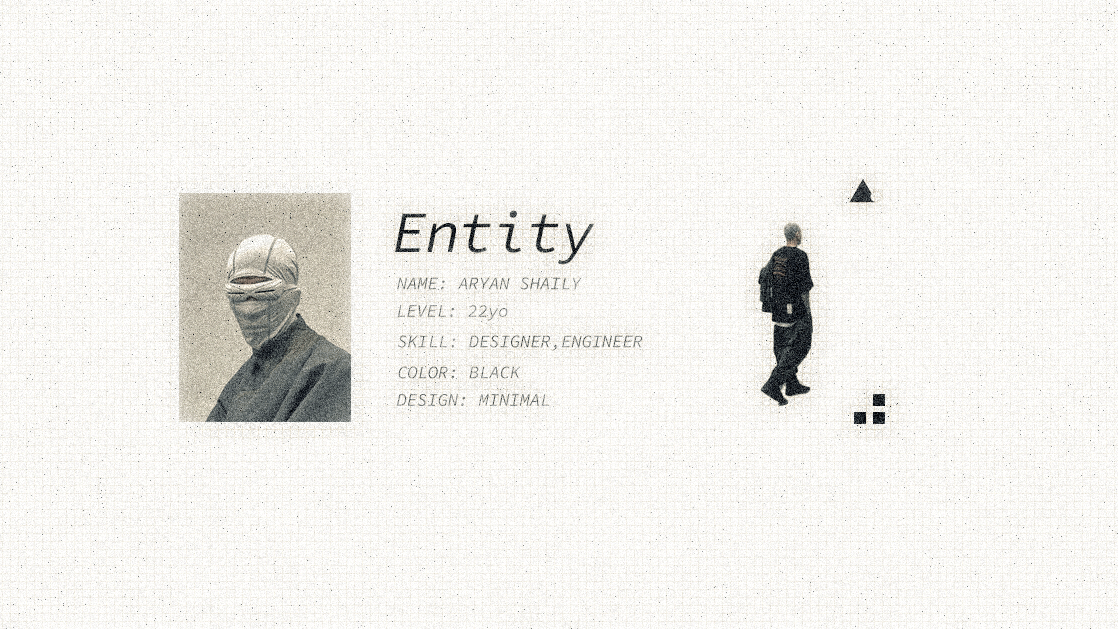 Entity
NAME: ARYAN SHAILY
LEVEL: 22yo
SKILL: DESIGNER,ENGINEER
COLOR: BLACK
DESIGN: MINIMAL